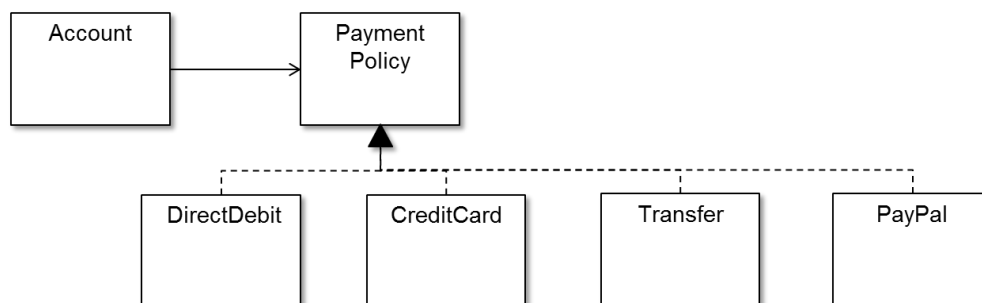 Account
Payment
Policy
DirectDebit
CreditCard
Transfer
PayPal